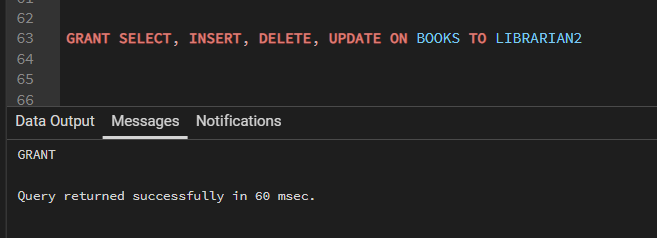 61
62
63 GRANT SELECT, INSERT, DELETE, UPDATE ON BOOKS TO LIBRARIAN2
64
65
66
Data Output Messages Notifications
GRANT
Query returned successfully in 60 msec.